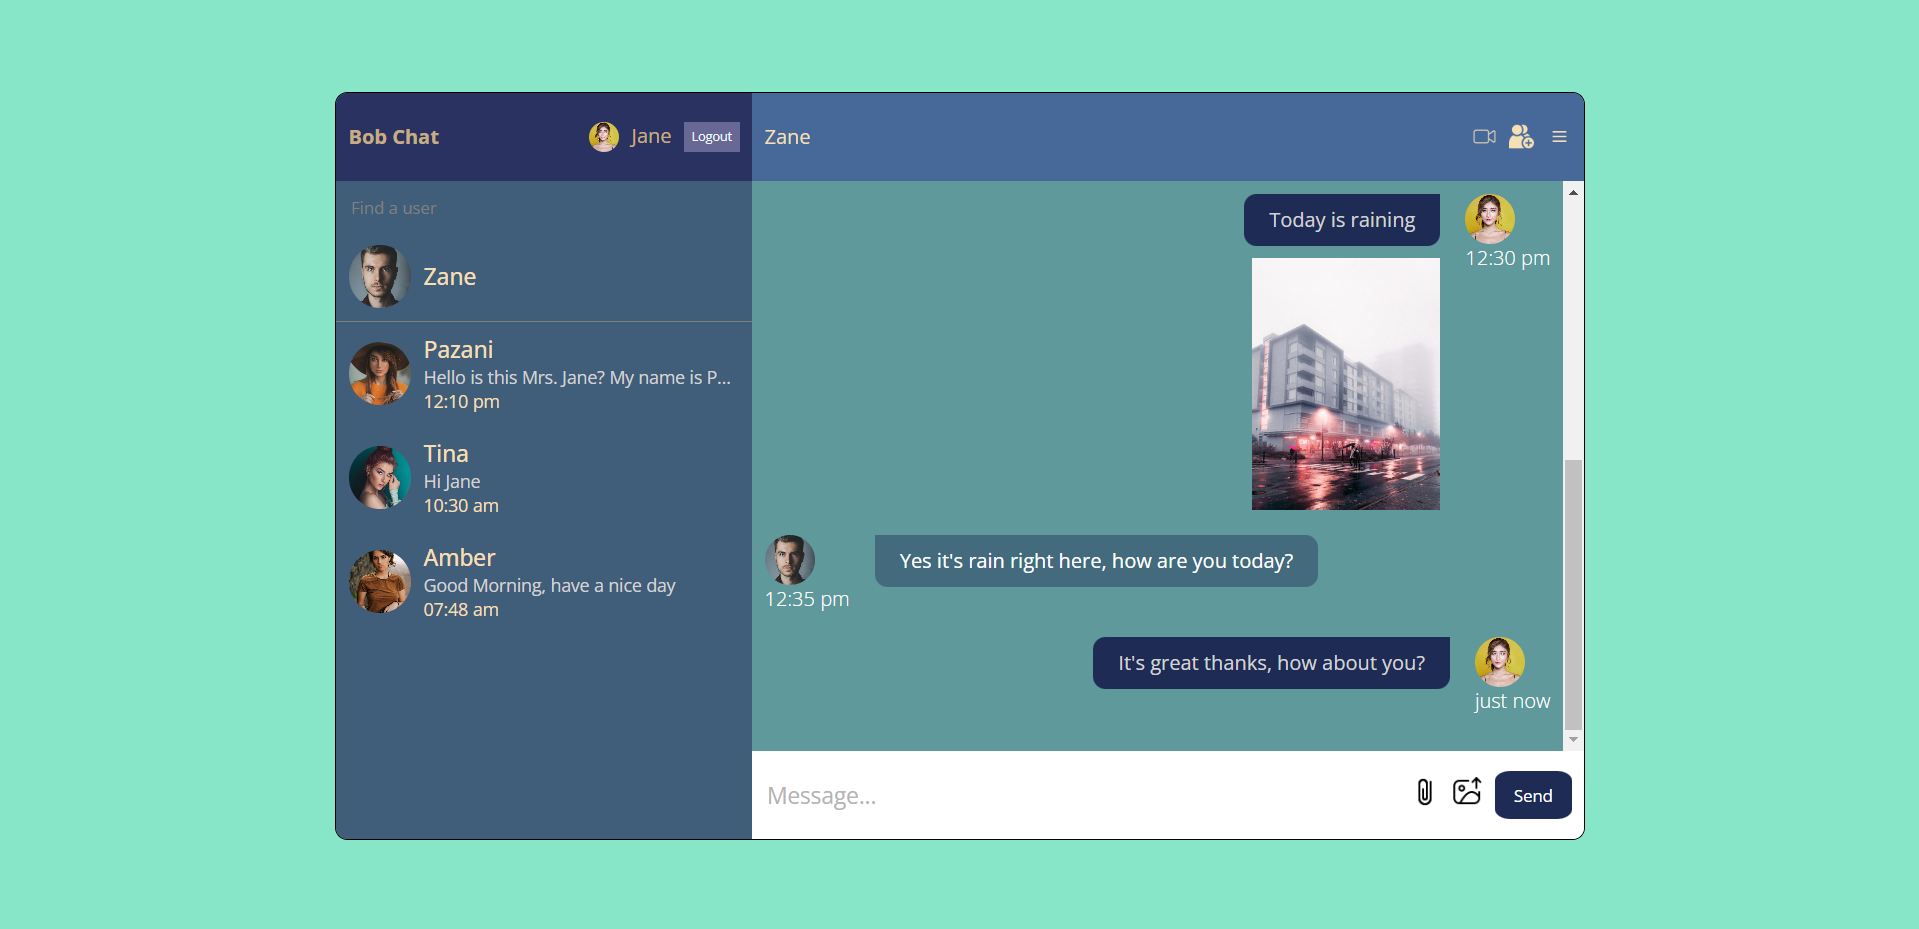 Bob Chat
Jane
Logout
Find a user
Zane
Pazani
Hello is this Mrs. Jane? My name is P...
12:10 pm
Tina
Hi Jane
10:30 am
Amber
Good Morning, have a nice day
07:48 am
Zane
Today is raining
12:30 pm
Yes it's rain right here, how are you today?
12:35 pm
It's great thanks, how about you?
just now
Message...
Send